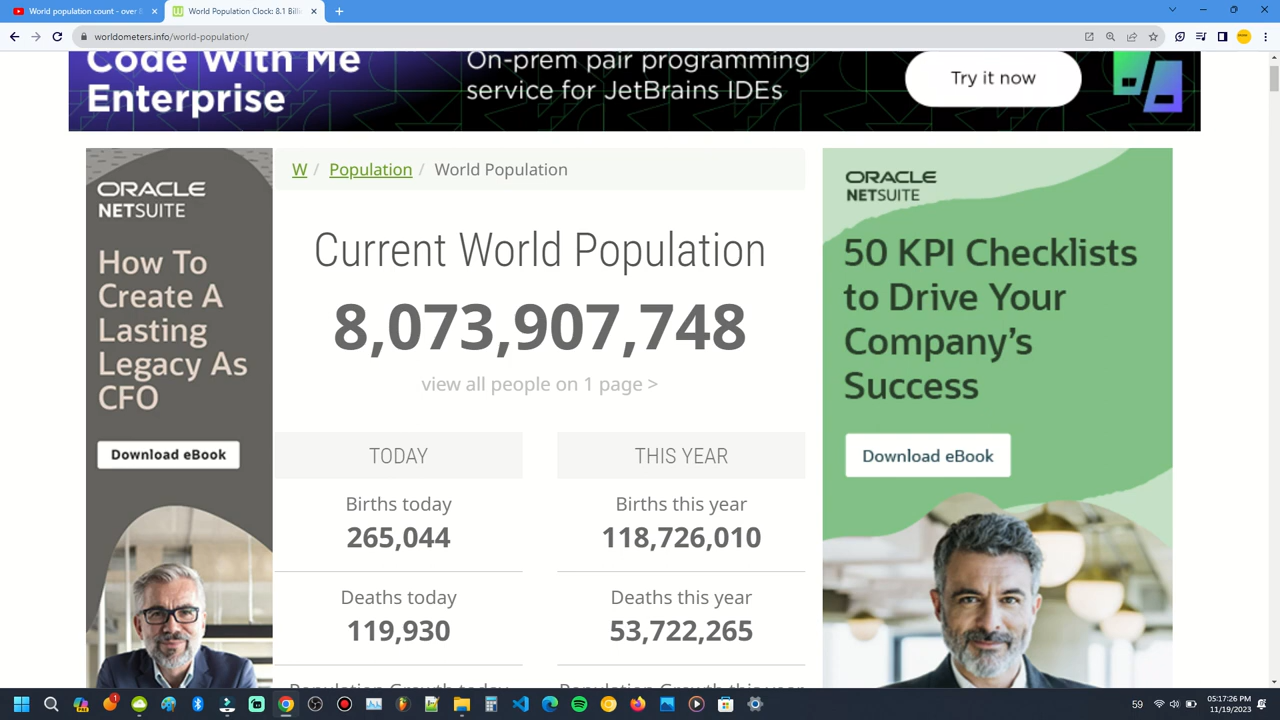 World population count - over 8
World Population Clock: 8.1 Billi
worldometers.info/world-population/
Code With Me
Enterprise
On-prem pair programming
service for JetBrains IDEs
Try it now
ORACLE
NETSUITE
How To
Create A
Lasting
Legacy As
CFO
Download eBook
W / Population / World Population
Current World Population
8,073,907,748
view all people on 1 page >
TODAY
Births today
265,044
Deaths today
119,930
Population Growth today
THIS YEAR
Births this year
118,726,010
Deaths this year
53,722,265
Population Growth this year
ORACLE
NETSUITE
50 KPI Checklists
to Drive Your
Company's
Success
Download eBook
1
59
05:17:26 PM
11/19/2023